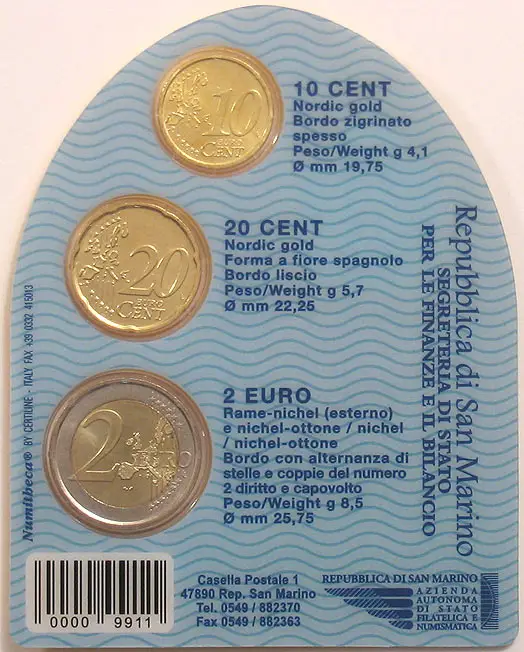 10 CENT
Nordic gold
Bordo zigrinato
spesso
Peso/Weight g 4,1
Ø mm 19,75
10
EURO
CENT
20 CENT
Nordic gold
Forma a fiore spagnolo
Bordo liscio
Peso/Weight g 5,7
Ø mm 22,25
20
EURO
CENT
2 EURO
Rame-nichel (esterno)
e nichel-ottone / nichel
/ nichel-ottone
Bordo con alternanza di
stelle e coppie del numero
2 diritto e capovolto
Peso/Weight g 8,5
Ø mm 25,75
2 EURO
Repubblica di San Marino
SEGRETERIA DI STATO
PER LE FINANZE E IL BILANCIO
Numisbeca® BY CERTILINE - ITALY FAX +39 0332 416013
0000 9911
Casella Postale 1
47890 Rep. San Marino
Tel. 0549 / 882370
Fax 0549 / 882363
REPUBBLICA DI SAN MARINO
AZIENDA
AUTONOMA
DI STATO
FILATELICA E
NUMISMATICA